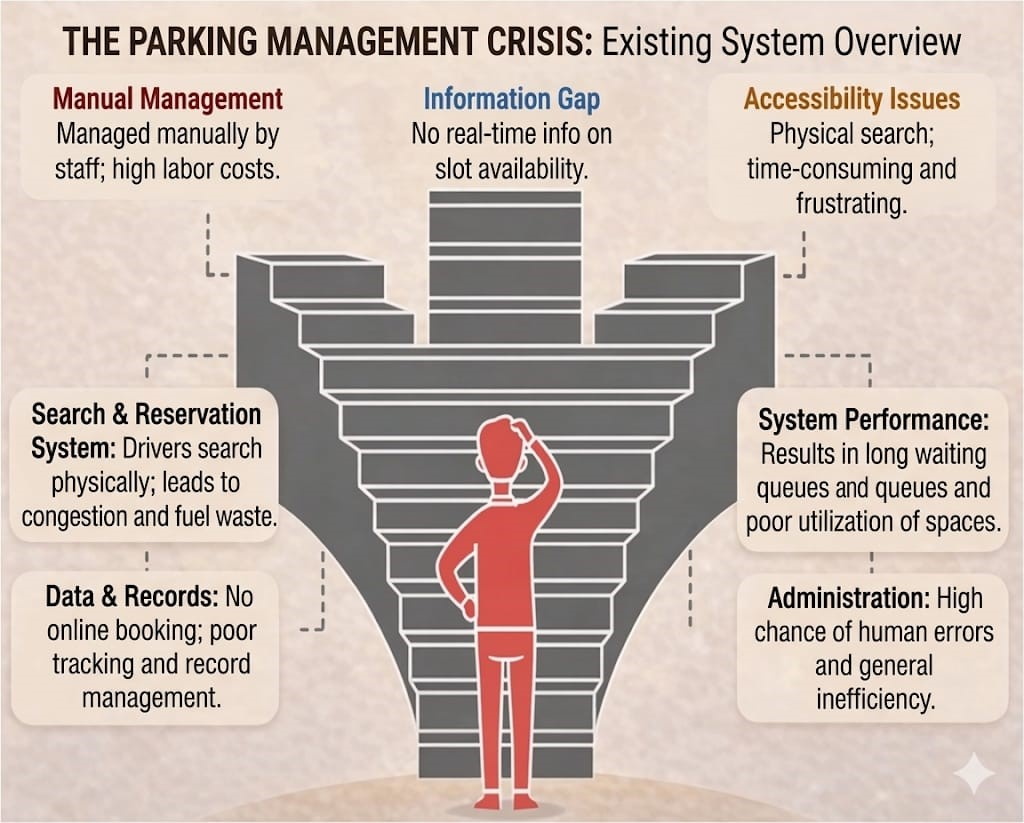 THE PARKING MANAGEMENT CRISIS: Existing System Overview
Manual Management
Managed manually by
staff; high labor costs.
Information Gap
No real-time info on
slot availability.
Accessibility Issues
Physical search;
time-consuming and
frustrating.
Search & Reservation
System: Drivers search
physically; leads to
congestion and fuel waste.
Data & Records: No
online booking; poor
tracking and record
management.
System Performance:
Results in long waiting
queues and queues and
poor utilization of spaces.
Administration: High
chance of human errors
and general
inefficiency.